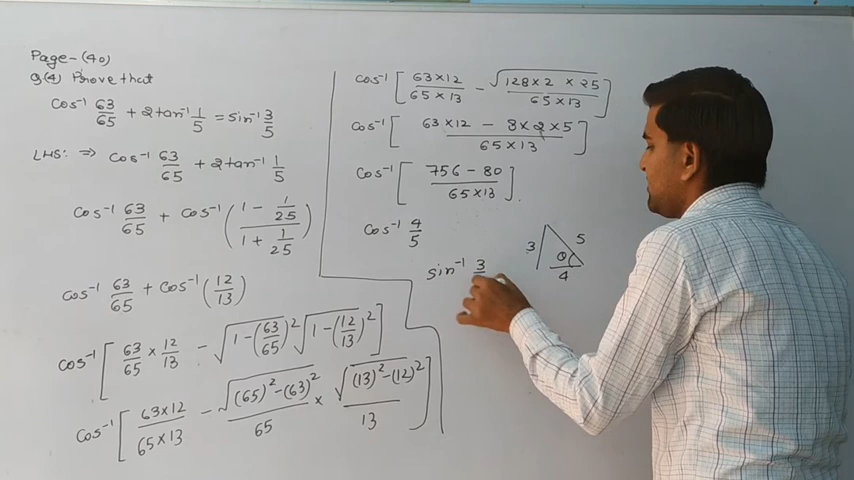 Page-(40)
Q(4) Prove that
cos⁻¹ 63/65 + 2tan⁻¹ 1/5 = sin⁻¹ 3/5
LHS: ⇒ cos⁻¹ 63/65 + 2tan⁻¹ 1/5
cos⁻¹ 63/65 + cos⁻¹ ((1 - 1/25)/(1 + 1/25))
cos⁻¹ 63/65 + cos⁻¹ (12/13)
cos⁻¹ [63/65 × 12/13 - √(1-(63/65)²) √(1-(12/13)²)]
cos⁻¹ [(63×12)/(65×13) - √((65)²-(63)²)/65 × √((13)²-(12)²)/13]
cos⁻¹ [(63×12)/(65×13) - √(128×2×25)/(65×13)]
cos⁻¹ [(63×12 - 8×2×5)/(65×13)]
cos⁻¹ [(756-80)/(65×13)].
cos⁻¹ 4/5
3 5 θ 4
sin⁻¹ 3